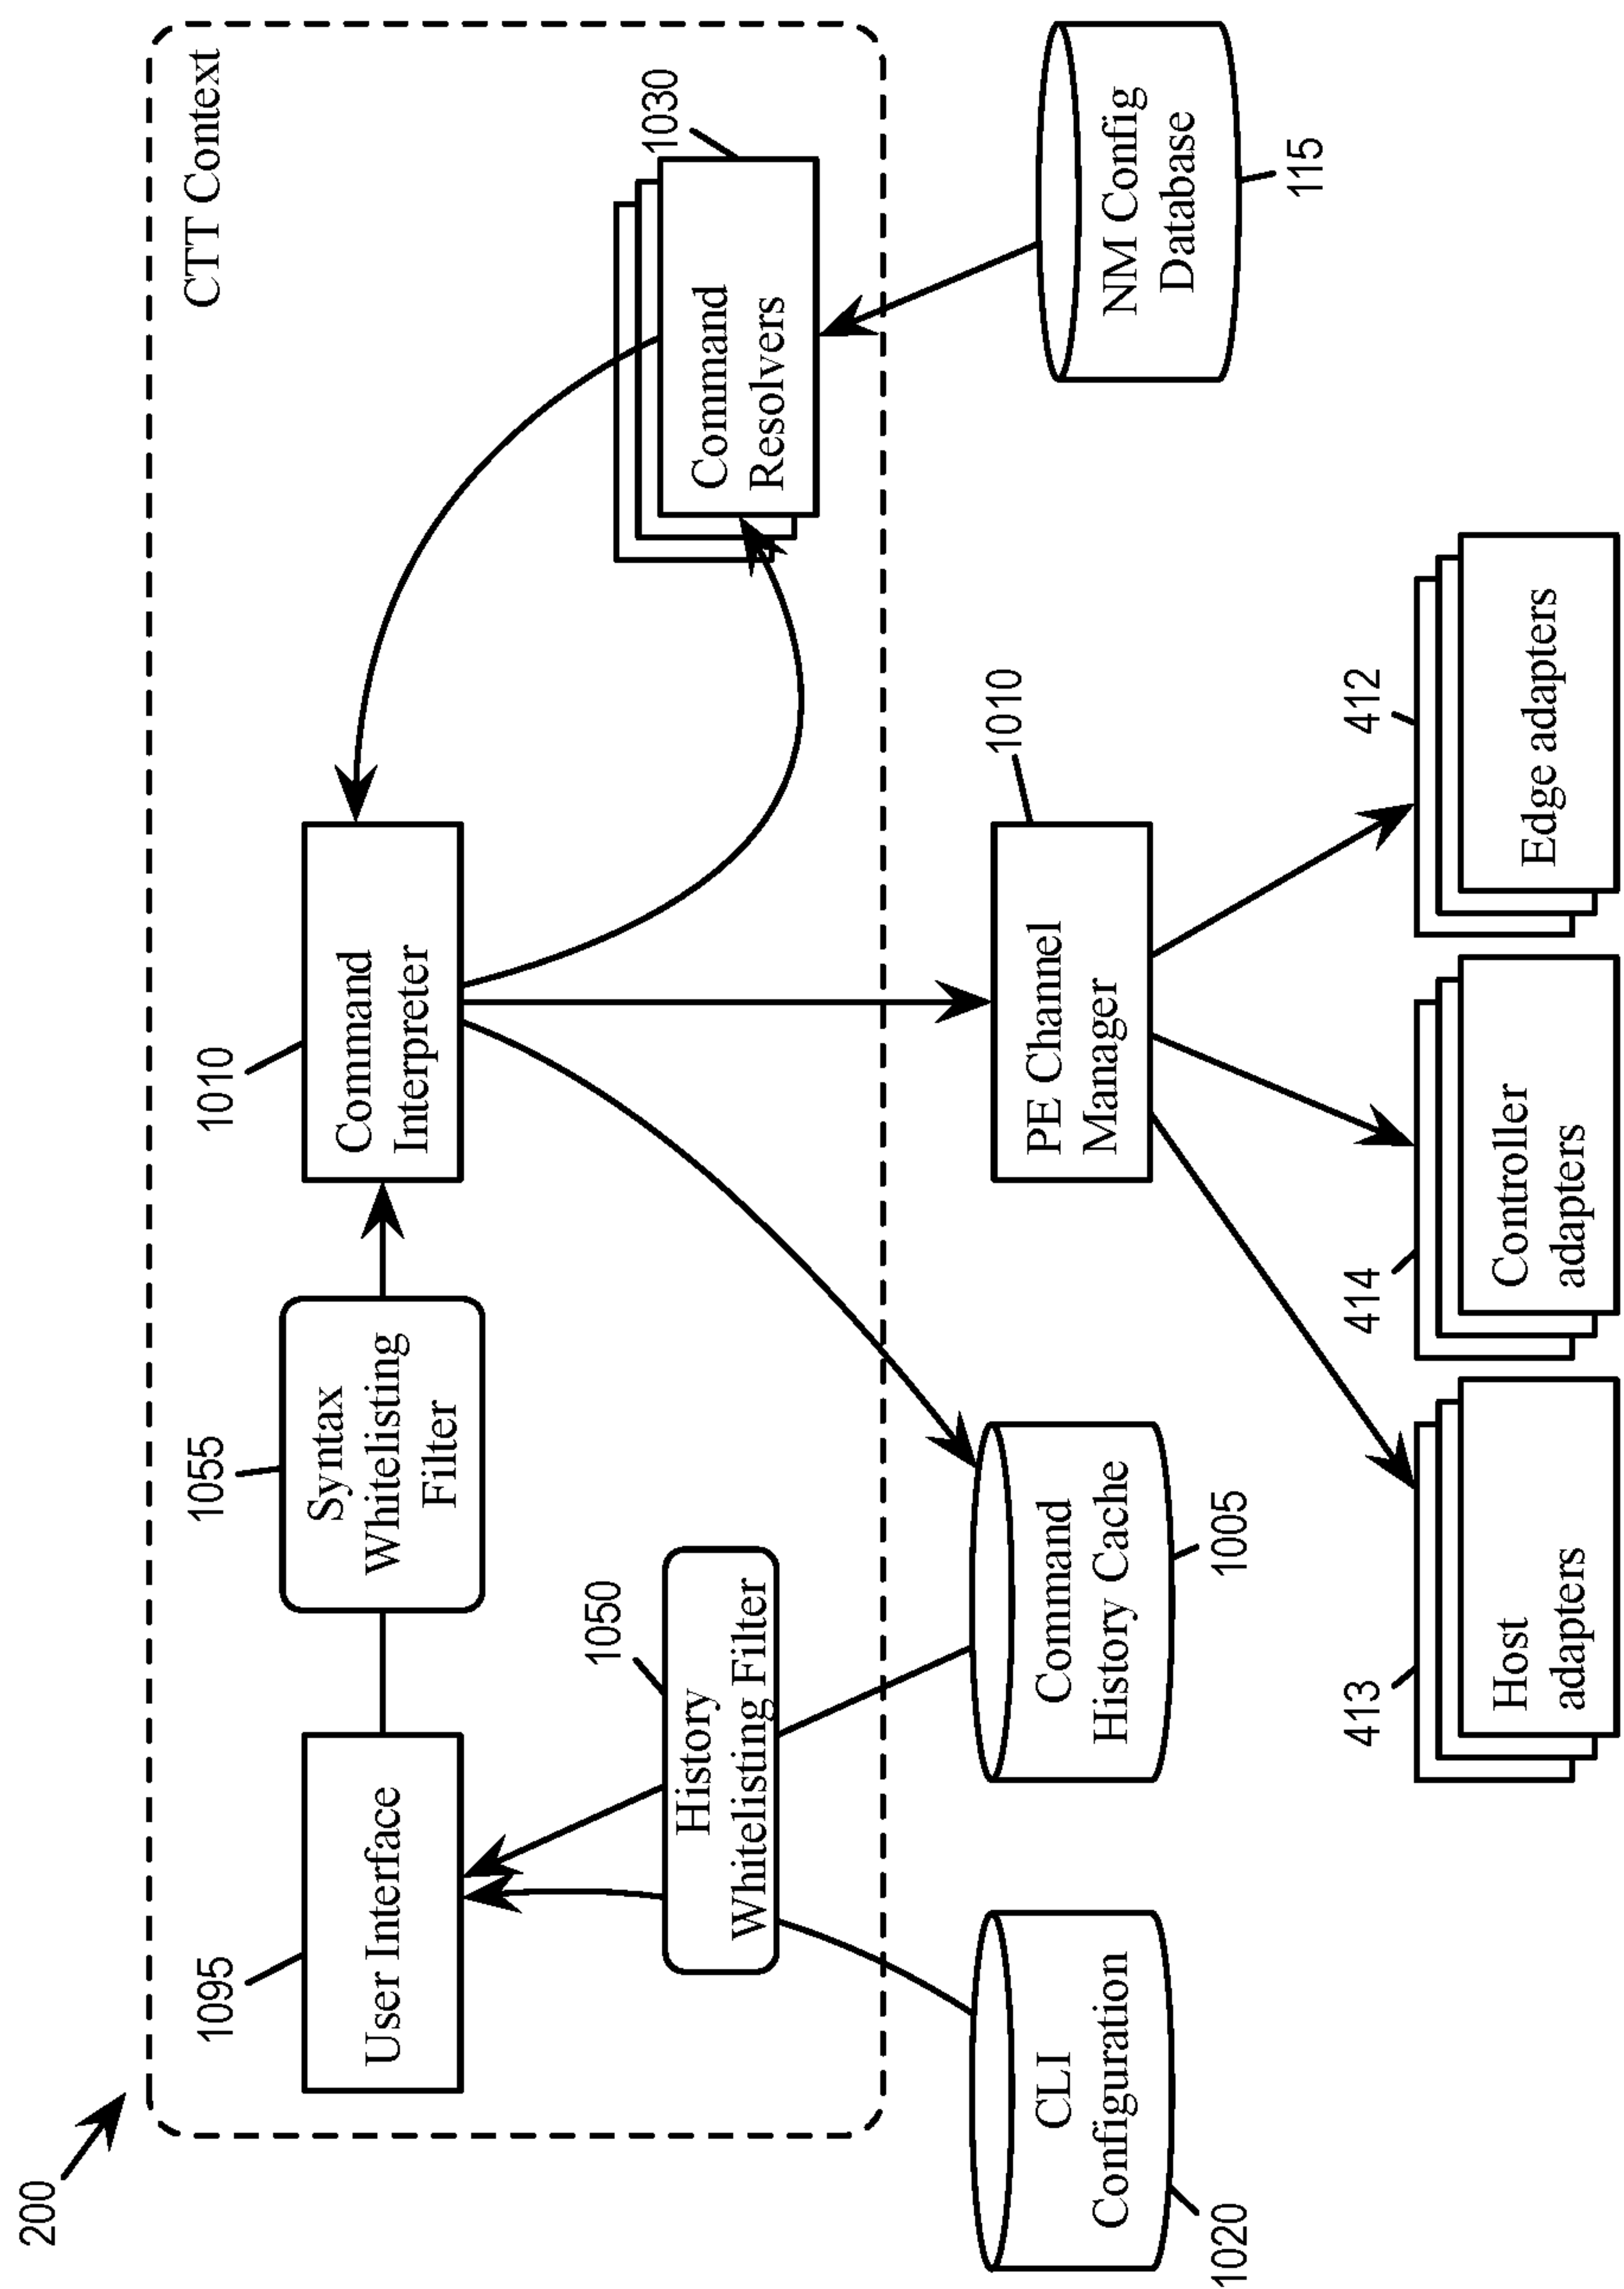 200
CTT Context
1095
User Interface
1055
Syntax
Whitelisting
Filter
1010
Command
Interpreter
1030
Command
Resolvers
1050
History
Whitelisting Filter
1020
CLI
Configuration
Command
History Cache
1005
1010
PE Channel
Manager
NM Config
Database
115
413
Host
adapters
414
Controller
adapters
412
Edge adapters